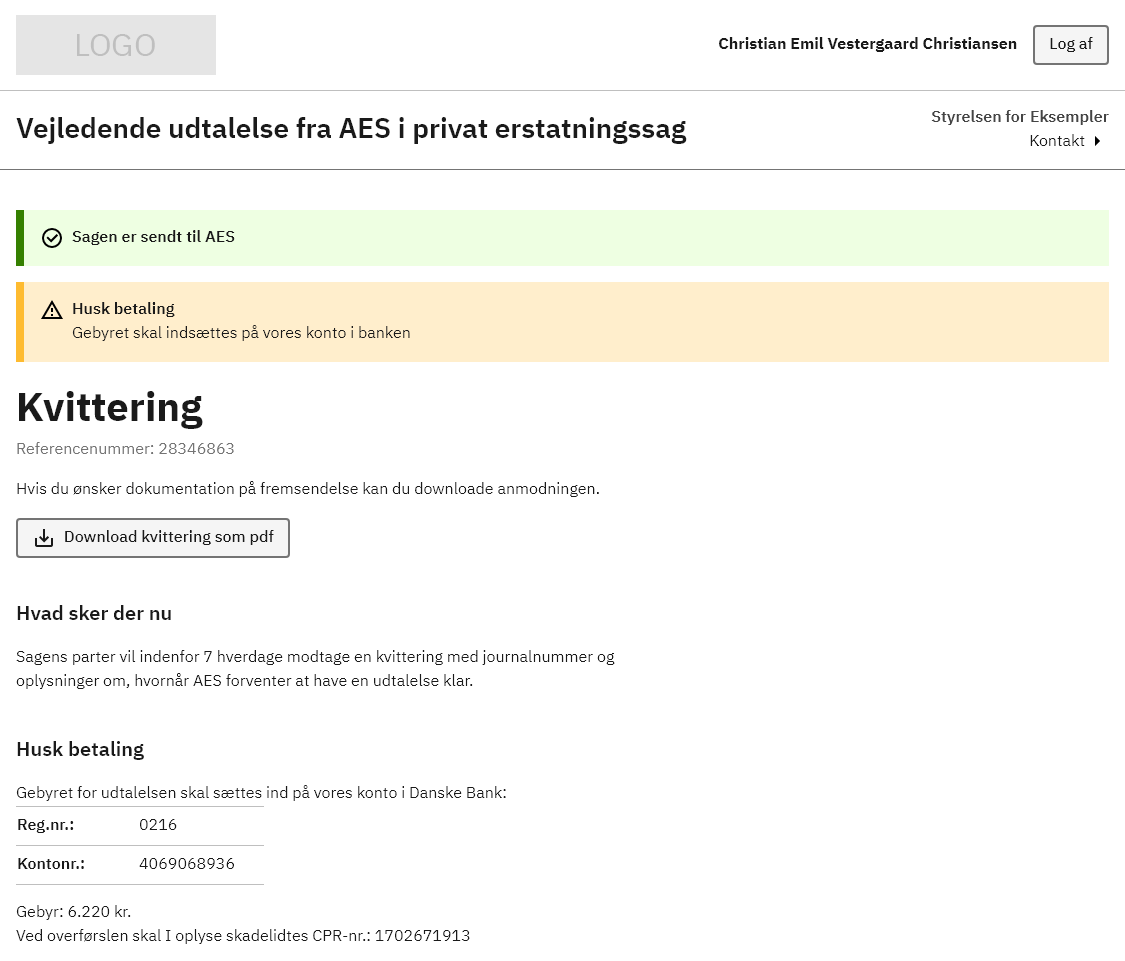 LOGO
Christian Emil Vestergaard Christiansen
Log af
Vejledende udtalelse fra AES i privat erstatningssag
Styrelsen for Eksempler
Kontakt
Sagen er sendt til AES
Husk betaling
Gebyret skal indsættes på vores konto i banken
Kvittering
Referencenummer: 28346863
Hvis du ønsker dokumentation på fremsendelse kan du downloade anmodningen.
Download kvittering som pdf
Hvad sker der nu
Sagens parter vil indenfor 7 hverdage modtage en kvittering med journalnummer og
oplysninger om, hvornår AES forventer at have en udtalelse klar.
Husk betaling
Gebyret for udtalelsen skal sættes ind på vores konto i Danske Bank:
Reg.nr.: 0216
Kontonr.: 4069068936
Gebyr: 6.220 kr.
Ved overførslen skal I oplyse skadelidtes CPR-nr.: 1702671913